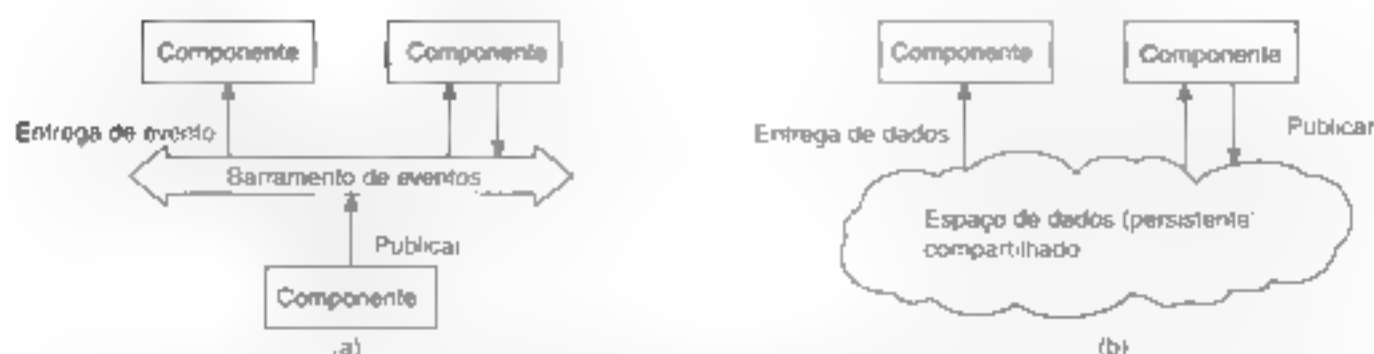 Componente
Componente
Entrega de evento
Barramento de eventos
Publicar
Componente
(a)
Componente
Componente
Entrega de dados
Publicar
Espaço de dados (persistente)
compartilhado
(b)